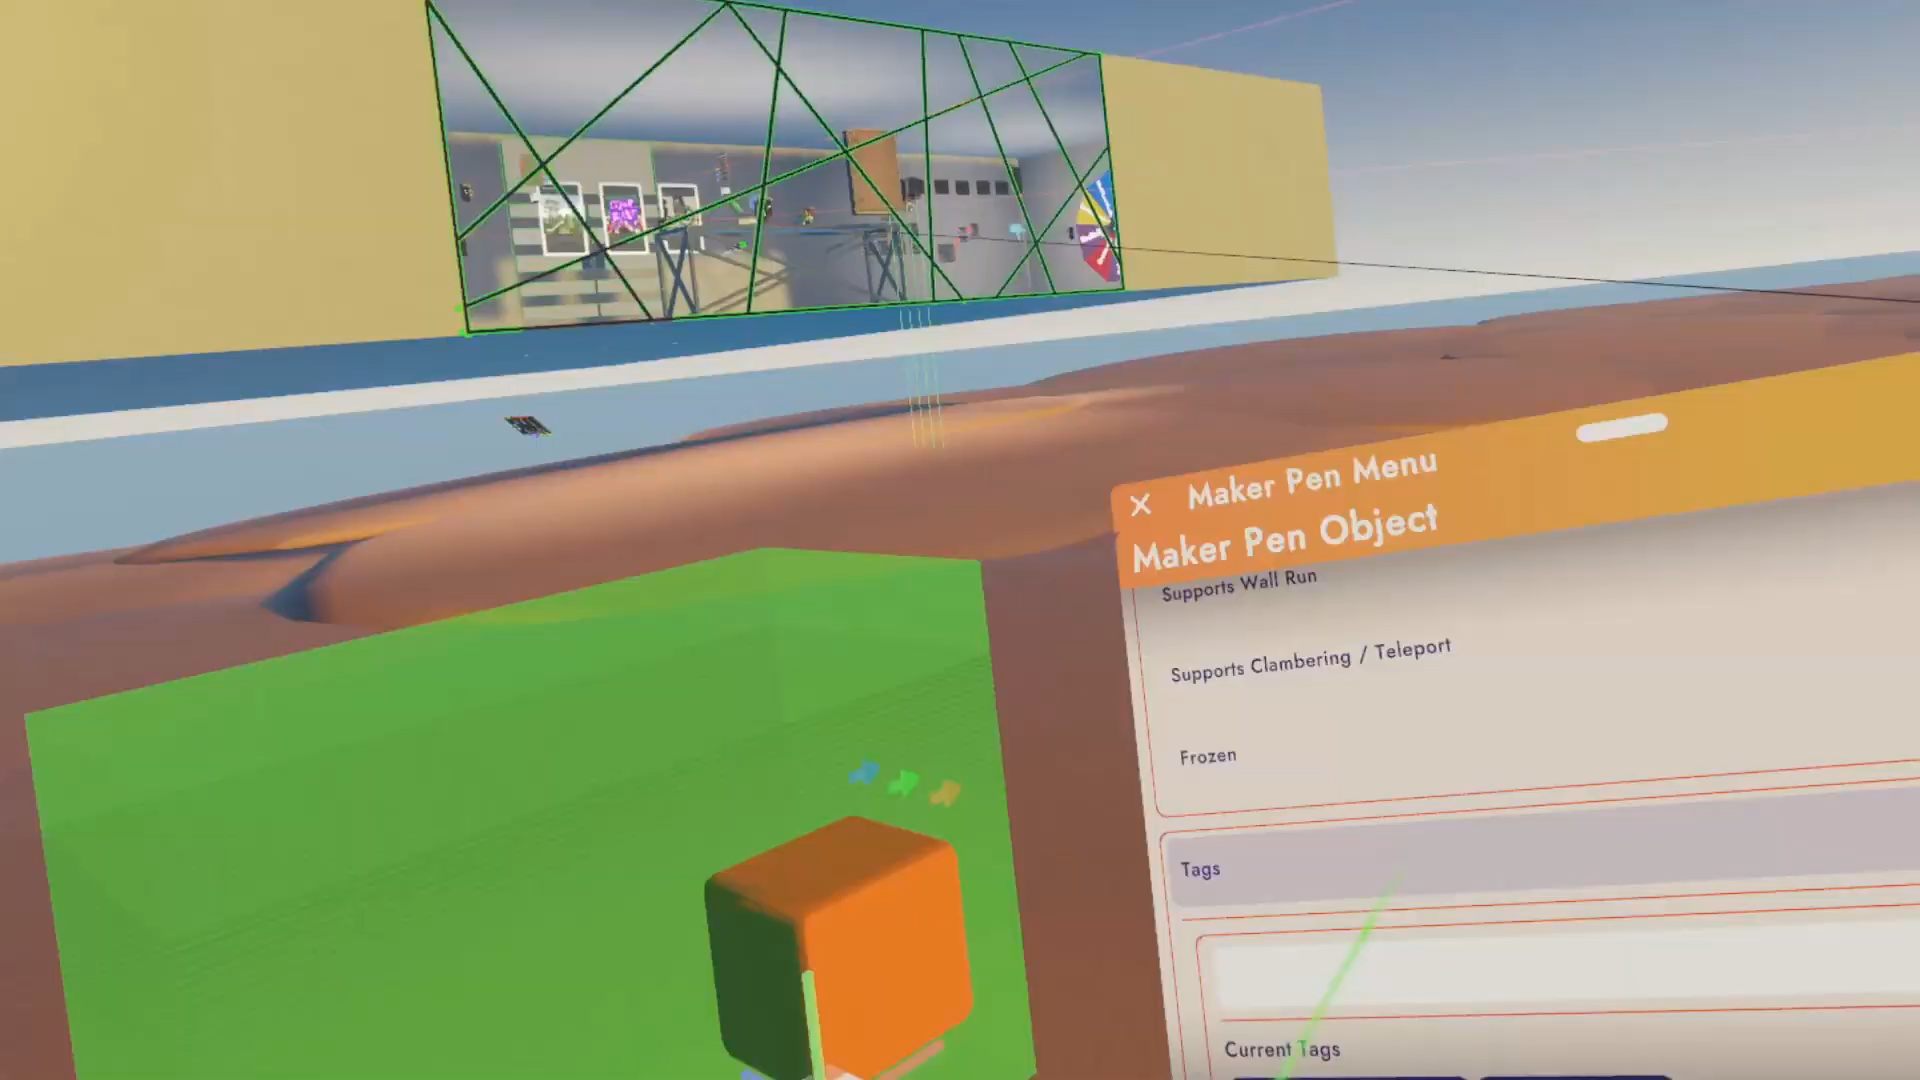 Maker Pen Menu
Maker Pen Object
Supports Wall Run
Supports Clambering / Teleport
Frozen
Tags
Current Tags